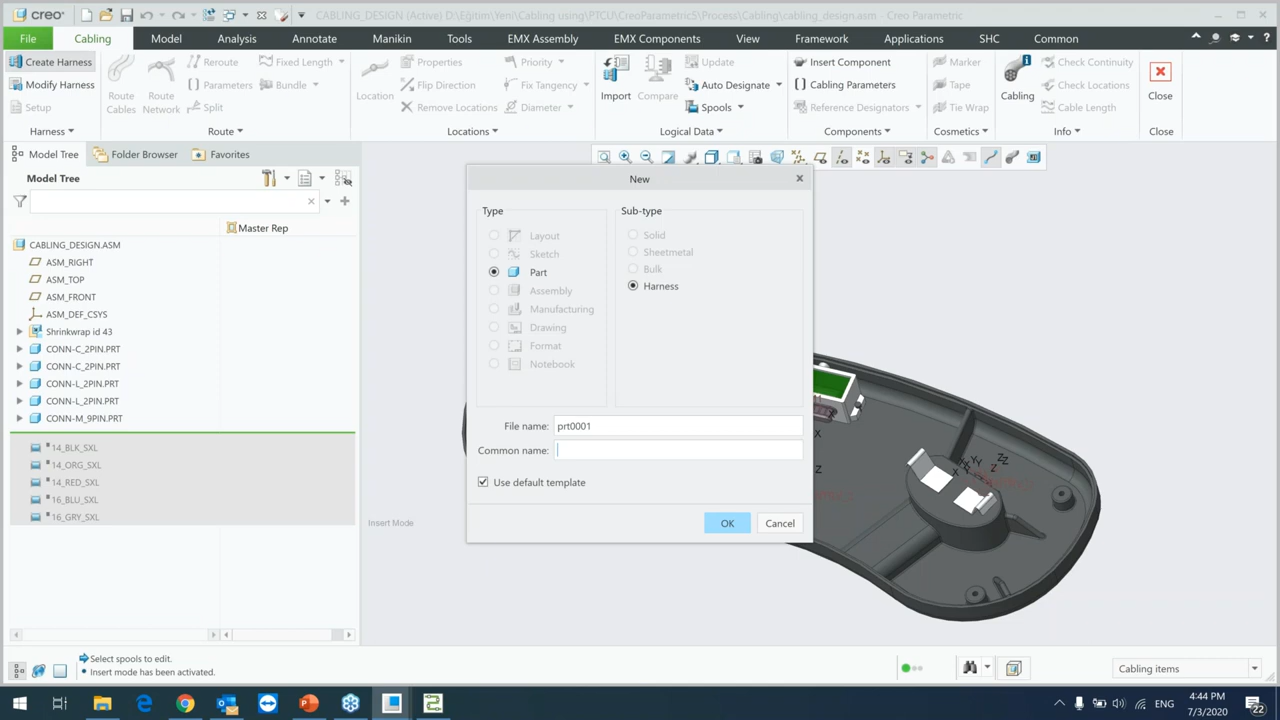 creo CABLING_DESIGN (Active) D:\Eğitim\Yeni\Cabling using\PTCU\CreoParametric5\Process\Cabling\cabling_design.asm - Creo Parametric
File Cabling Model Analysis Annotate Manikin Tools EMX Assembly EMX Components View Framework Applications SHC Common
Create Harness
Modify Harness
Setup
Harness
Route Cables
Route Network
Reroute
Parameters
Split
Fixed Length
Bundle
Route
Location
Properties
Flip Direction
Remove Locations
Priority
Fix Tangency
Diameter
Locations
Import
Compare
Update
Auto Designate
Spools
Logical Data
Insert Component
Cabling Parameters
Reference Designators
Components
Marker
Tape
Tie Wrap
Cosmetics
Cabling
Check Continuity
Check Locations
Cable Length
Info
Close
Close
Model Tree Folder Browser Favorites
Model Tree
Master Rep
CABLING_DESIGN.ASM
ASM_RIGHT
ASM_TOP
ASM_FRONT
ASM_DEF_CSYS
Shrinkwrap id 43
CONN-C_2PIN.PRT
CONN-C_2PIN.PRT
CONN-L_2PIN.PRT
CONN-L_2PIN.PRT
CONN-M_9PIN.PRT
14_BLK_SXL
14_ORG_SXL
14_RED_SXL
16_BLU_SXL
16_GRY_SXL
Insert Mode
New
Type
Layout
Sketch
Part
Assembly
Manufacturing
Drawing
Format
Notebook
Sub-type
Solid
Sheetmetal
Bulk
Harness
File name: prt0001
Common name:
Use default template
OK Cancel
Select spools to edit.
Insert mode has been activated.
Cabling items
ENG
4:44 PM
7/3/2020
22